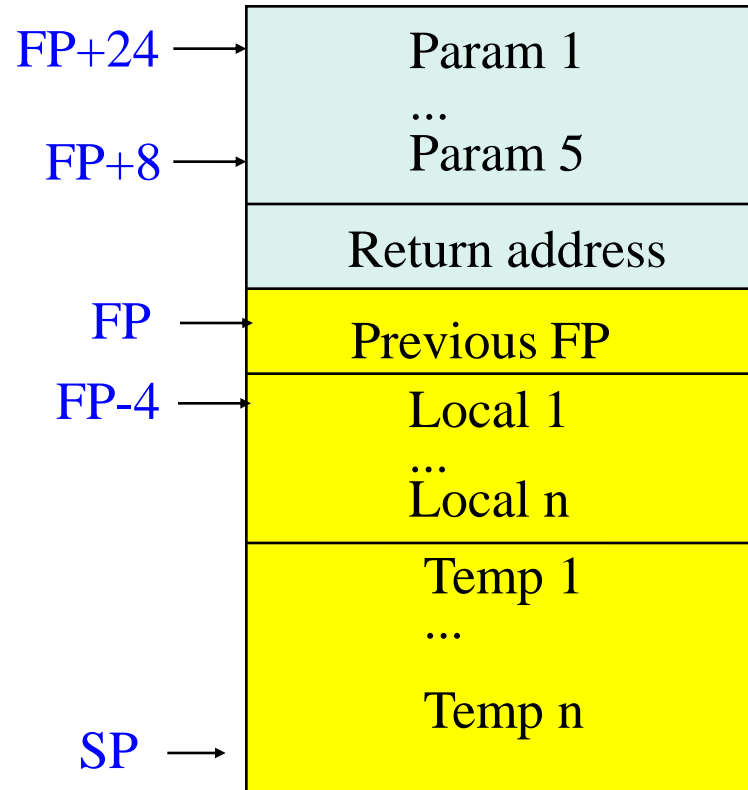 FP+24
Param 1
...
FP+8
Param 5
Return address
FP
Previous FP
FP-4
Local 1
...
Local n
Temp 1
...
Temp n
SP